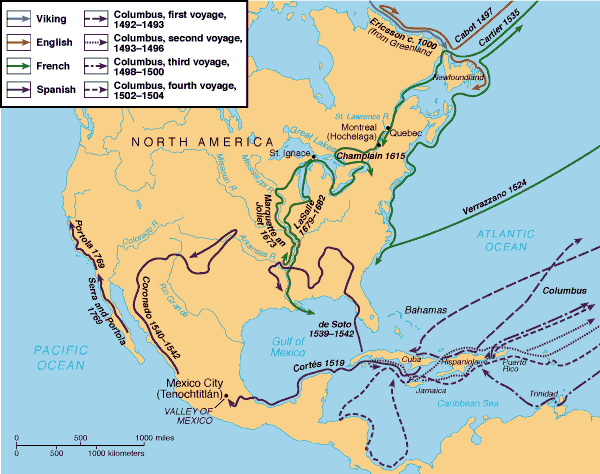 Viking
English
French
Spanish
Columbus, first voyage,
1492–1493
Columbus, second voyage,
1493–1496
Columbus, third voyage,
1498–1500
Columbus, fourth voyage,
1502–1504
Ericsson c. 1000
(from Greenland)
Cabot 1497
Cartier 1535
Newfoundland
St. Lawrence R.
Montreal
(Hochelaga)
Quebec
NORTH AMERICA
Great Lakes
St. Ignace
Champlain 1615
Missouri R.
Mississippi R.
Marquette an
Joliet 1673
LaSalle
1679–1682
Verrazzano 1524
Portola 1769
Colorado R.
Arkansas R.
ATLANTIC
OCEAN
Serra and Portola
1769
Coronado 1540–1542
Rio Grande
Columbus
Bahamas
de Soto
1539–1542
PACIFIC
OCEAN
Gulf of
Mexico
Cortés 1519
Cuba
Hispaniola
Puerto
Rico
Jamaica
Mexico City
(Tenochtitlán)
VALLEY OF
MEXICO
Caribbean Sea
Trinidad
0 500 1000 miles
0 500 1000 kilometers